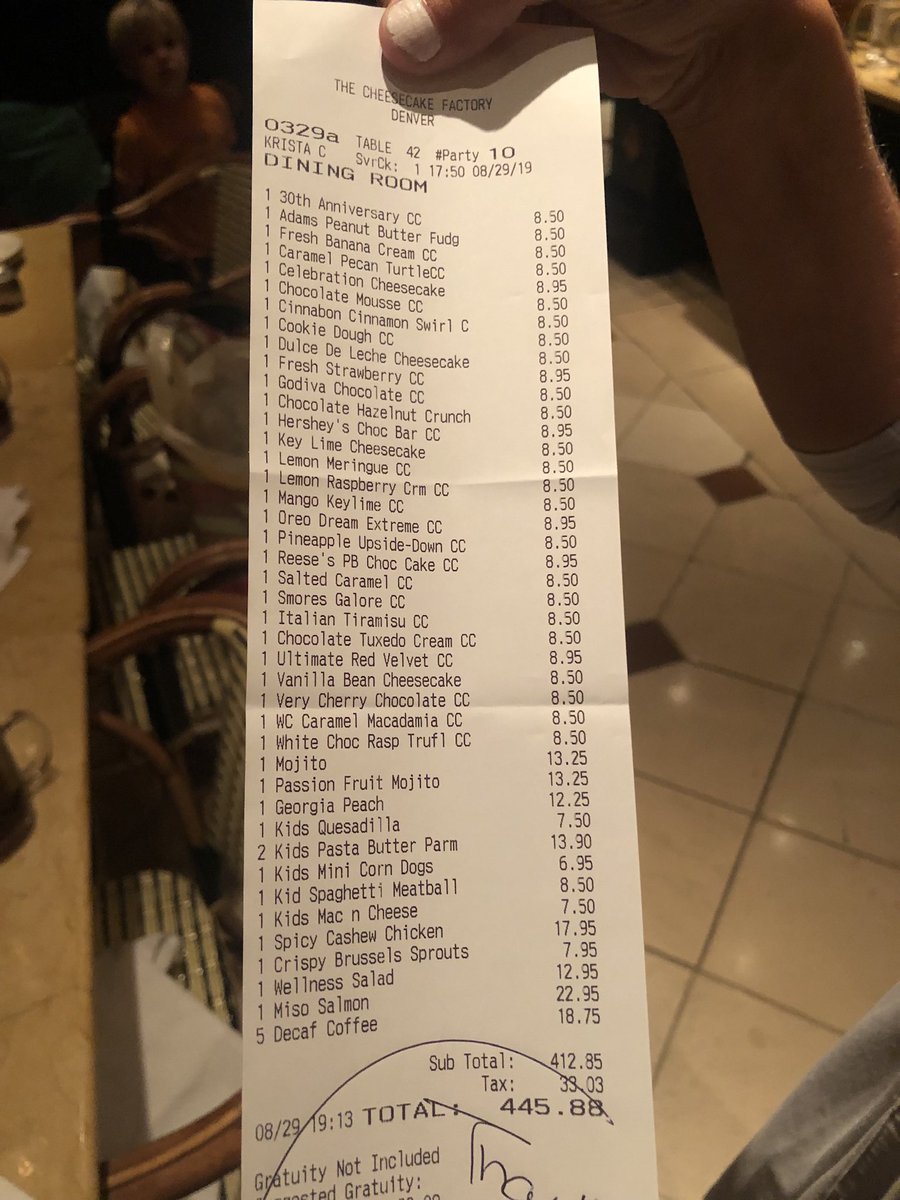 THE CHEESECAKE FACTORY
DENVER
0329a TABLE 42 #Party 10
KRISTA C SvrCk: 1 17:50 08/29/19
DINING ROOM
1 30th Anniversary CC 8.50
1 Adams Peanut Butter Fudg 8.50
1 Fresh Banana Cream CC 8.50
1 Caramel Pecan TurtleCC 8.50
1 Celebration Cheesecake 8.95
1 Chocolate Mousse CC 8.50
1 Cinnabon Cinnamon Swirl C 8.50
1 Cookie Dough CC 8.50
1 Dulce De Leche Cheesecake 8.50
1 Fresh Strawberry CC 8.95
1 Godiva Chocolate CC 8.50
1 Chocolate Hazelnut Crunch 8.50
1 Hershey's Choc Bar CC 8.95
1 Key Lime Cheesecake 8.50
1 Lemon Meringue CC 8.50
1 Lemon Raspberry Crm CC 8.50
1 Mango Keylime CC 8.50
1 Oreo Dream Extreme CC 8.95
1 Pineapple Upside-Down CC 8.50
1 Reese's PB Choc Cake CC 8.95
1 Salted Caramel CC 8.50
1 Smores Galore CC 8.50
1 Italian Tiramisu CC 8.50
1 Chocolate Tuxedo Cream CC 8.50
1 Ultimate Red Velvet CC 8.95
1 Vanilla Bean Cheesecake 8.50
1 Very Cherry Chocolate CC 8.50
1 WC Caramel Macadamia CC 8.50
1 White Choc Rasp Trufl CC 8.50
1 Mojito 13.25
1 Passion Fruit Mojito 13.25
1 Georgia Peach 12.25
1 Kids Quesadilla 7.50
2 Kids Pasta Butter Parm 13.90
1 Kids Mini Corn Dogs 6.95
1 Kid Spaghetti Meatball 8.50
1 Kids Mac n Cheese 7.50
1 Spicy Cashew Chicken 17.95
1 Crispy Brussels Sprouts 7.95
1 Wellness Salad 12.95
1 Miso Salmon 22.95
5 Decaf Coffee 18.75
Sub Total: 412.85
Tax: 33.03
08/29 19:13 TOTAL: 445.88
Gratuity Not Included
Gratuity: